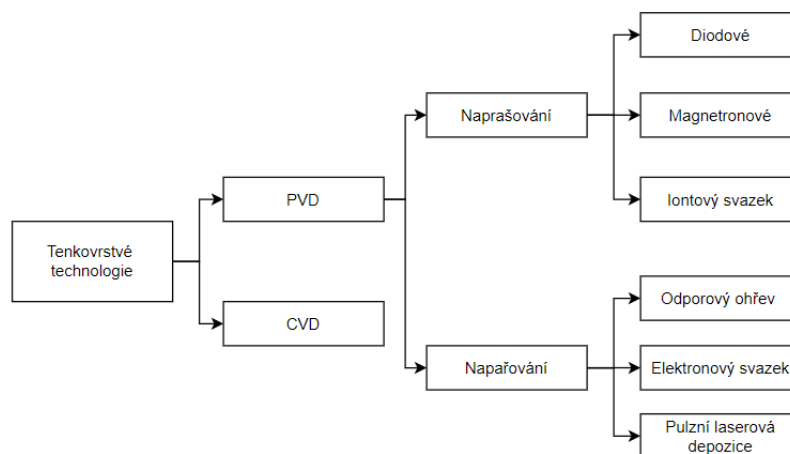 Tenkovrstvé
technologie
PVD
CVD
Naprašování
Napařování
Diodové
Magnetronové
Iontový svazek
Odporový ohřev
Elektronový svazek
Pulzní laserová
depozice